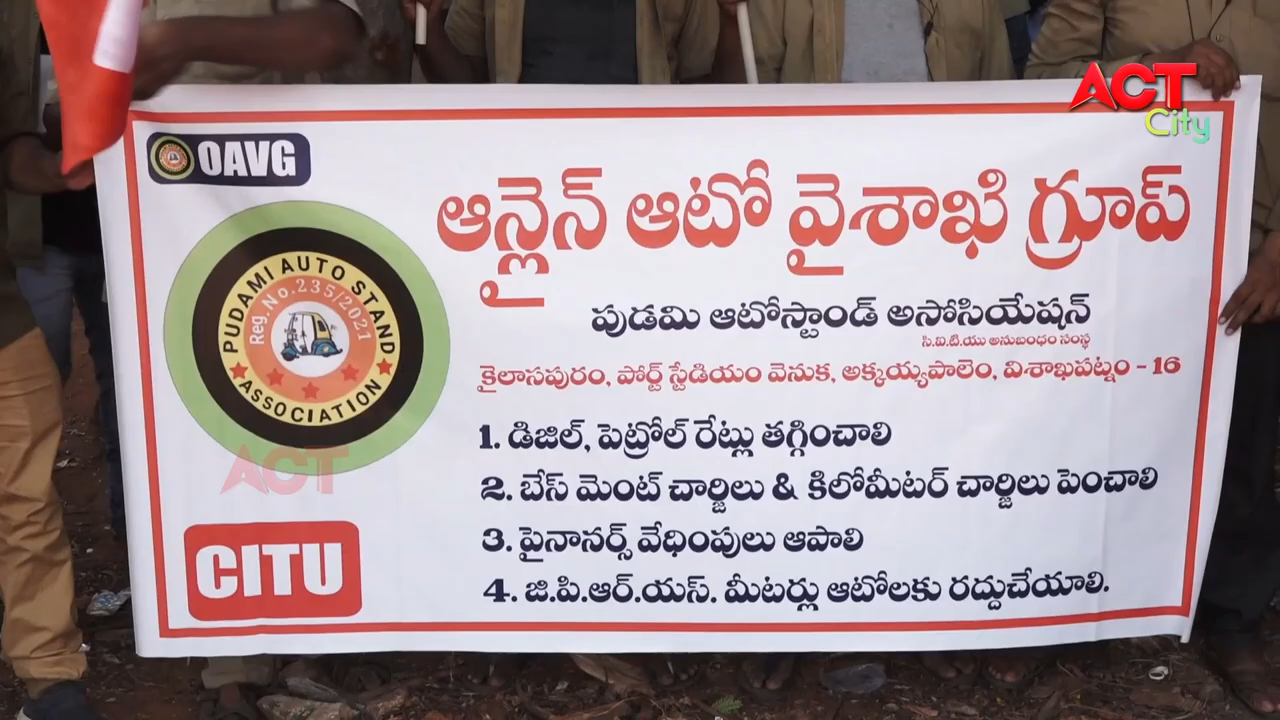 ACT
City
OAVG
ఆన్లైన్ ఆటో వైశాఖి గ్రూప్
పుడమి ఆటోస్టాండ్ అసోసియేషన్
సి.ఐ.టి.యు అనుబంధం సంస్థ
కైలాసపురం, పోర్ట్ స్టేడియం వెనుక, అక్కయ్యపాలెం, విశాఖపట్నం - 16
PUDAMI AUTO STAND
Reg. No. 235/2021
ASSOCIATION
1. డిజిల్, పెట్రోల్ రేట్లు తగ్గించాలి
2. బేస్ మెంట్ చార్జిలు & కిలోమీటర్ చార్జిలు పెంచాలి
3. ఫైనానర్స్ వేధింపులు ఆపాలి
4. జి.పి.ఆర్.యస్. మీటర్లు ఆటోలకు రద్దుచేయాలి.
ACT
CITU